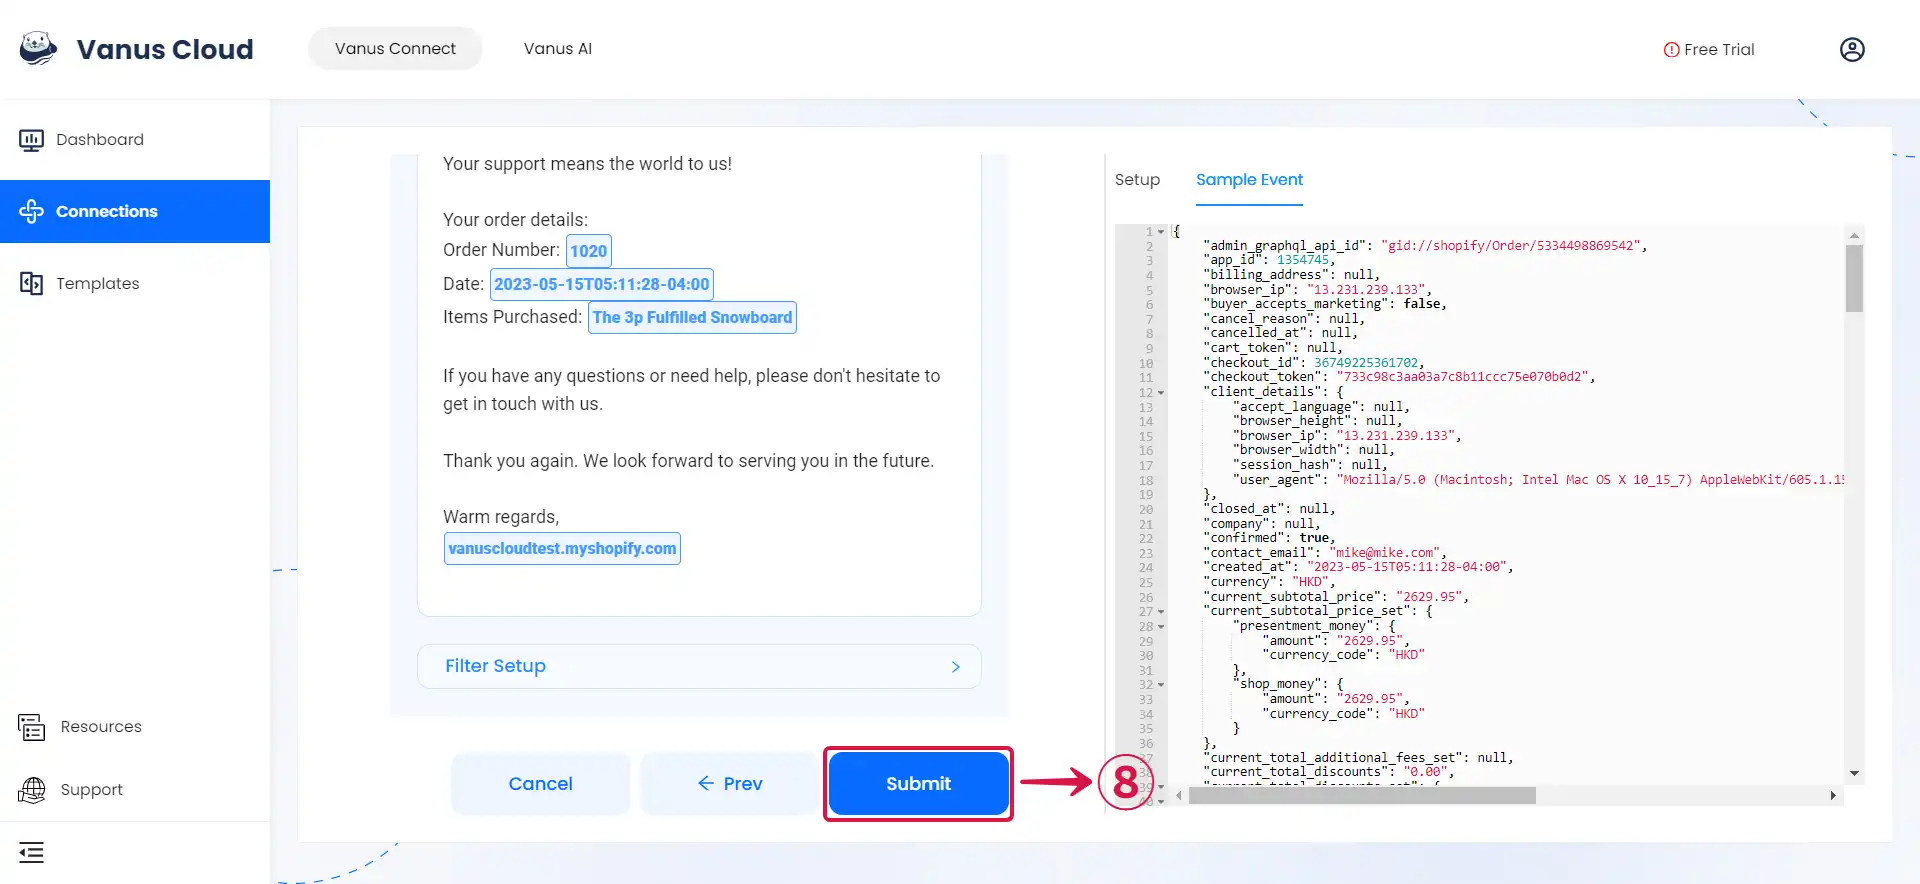 Vanus Cloud
Vanus Connect
Vanus AI
Free Trial
Dashboard
Connections
Templates
Resources
Support
Your support means the world to us!
Your order details:
Order Number: 1020
Date: 2023-05-15T05:11:28-04:00
Items Purchased: The 3p Fulfilled Snowboard
If you have any questions or need help, please don't hesitate to
get in touch with us.
Thank you again. We look forward to serving you in the future.
Warm regards,
vanuscloudtest.myshopify.com
Filter Setup
Cancel
Prev
Submit
8
Setup
Sample Event
1 {
2 "admin_graphql_api_id": "gid://shopify/Order/5334498869542",
3 "app_id": 1354745,
4 "billing_address": null,
5 "browser_ip": "13.231.239.133",
6 "buyer_accepts_marketing": false,
7 "cancel_reason": null,
8 "cancelled_at": null,
9 "cart_token": null,
10 "checkout_id": 36749225361702,
11 "checkout_token": "733c98c3aa03a7c8b11ccc75e070b0d2",
12 "client_details": {
13 "accept_language": null,
14 "browser_height": null,
15 "browser_ip": "13.231.239.133",
16 "browser_width": null,
17 "session_hash": null,
18 "user_agent": "Mozilla/5.0 (Macintosh; Intel Mac OS X 10_15_7) AppleWebKit/605.1.15
19 },
20 "closed_at": null,
21 "company": null,
22 "confirmed": true,
23 "contact_email": "mike@mike.com",
24 "created_at": "2023-05-15T05:11:28-04:00",
25 "currency": "HKD",
26 "current_subtotal_price": "2629.95",
27 "current_subtotal_price_set": {
28 "presentment_money": {
29 "amount": "2629.95",
30 "currency_code": "HKD"
31 },
32 "shop_money": {
33 "amount": "2629.95",
34 "currency_code": "HKD"
35 }
36 },
37 "current_total_additional_fees_set": null,
38 "current_total_discounts": "0.00",
39 "current_total_discounts_set": {
40